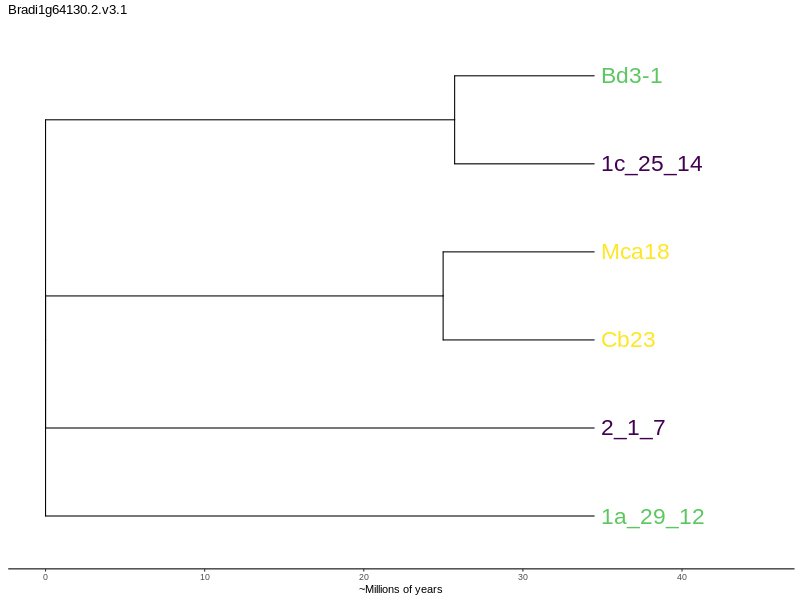 Bradi1g64130.2.v3.1
Bd3-1
1c_25_14
Mca18
Cb23
2_1_7
1a_29_12
0 10 20 30 40
~Millions of years